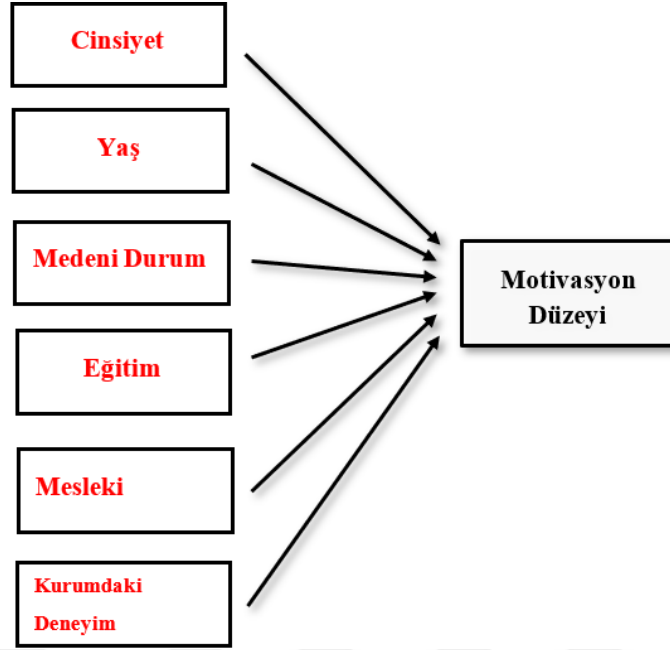 Cinsiyet
Yaş
Medeni Durum
Eğitim
Mesleki
Kurumdaki
Deneyim
Motivasyon
Düzeyi